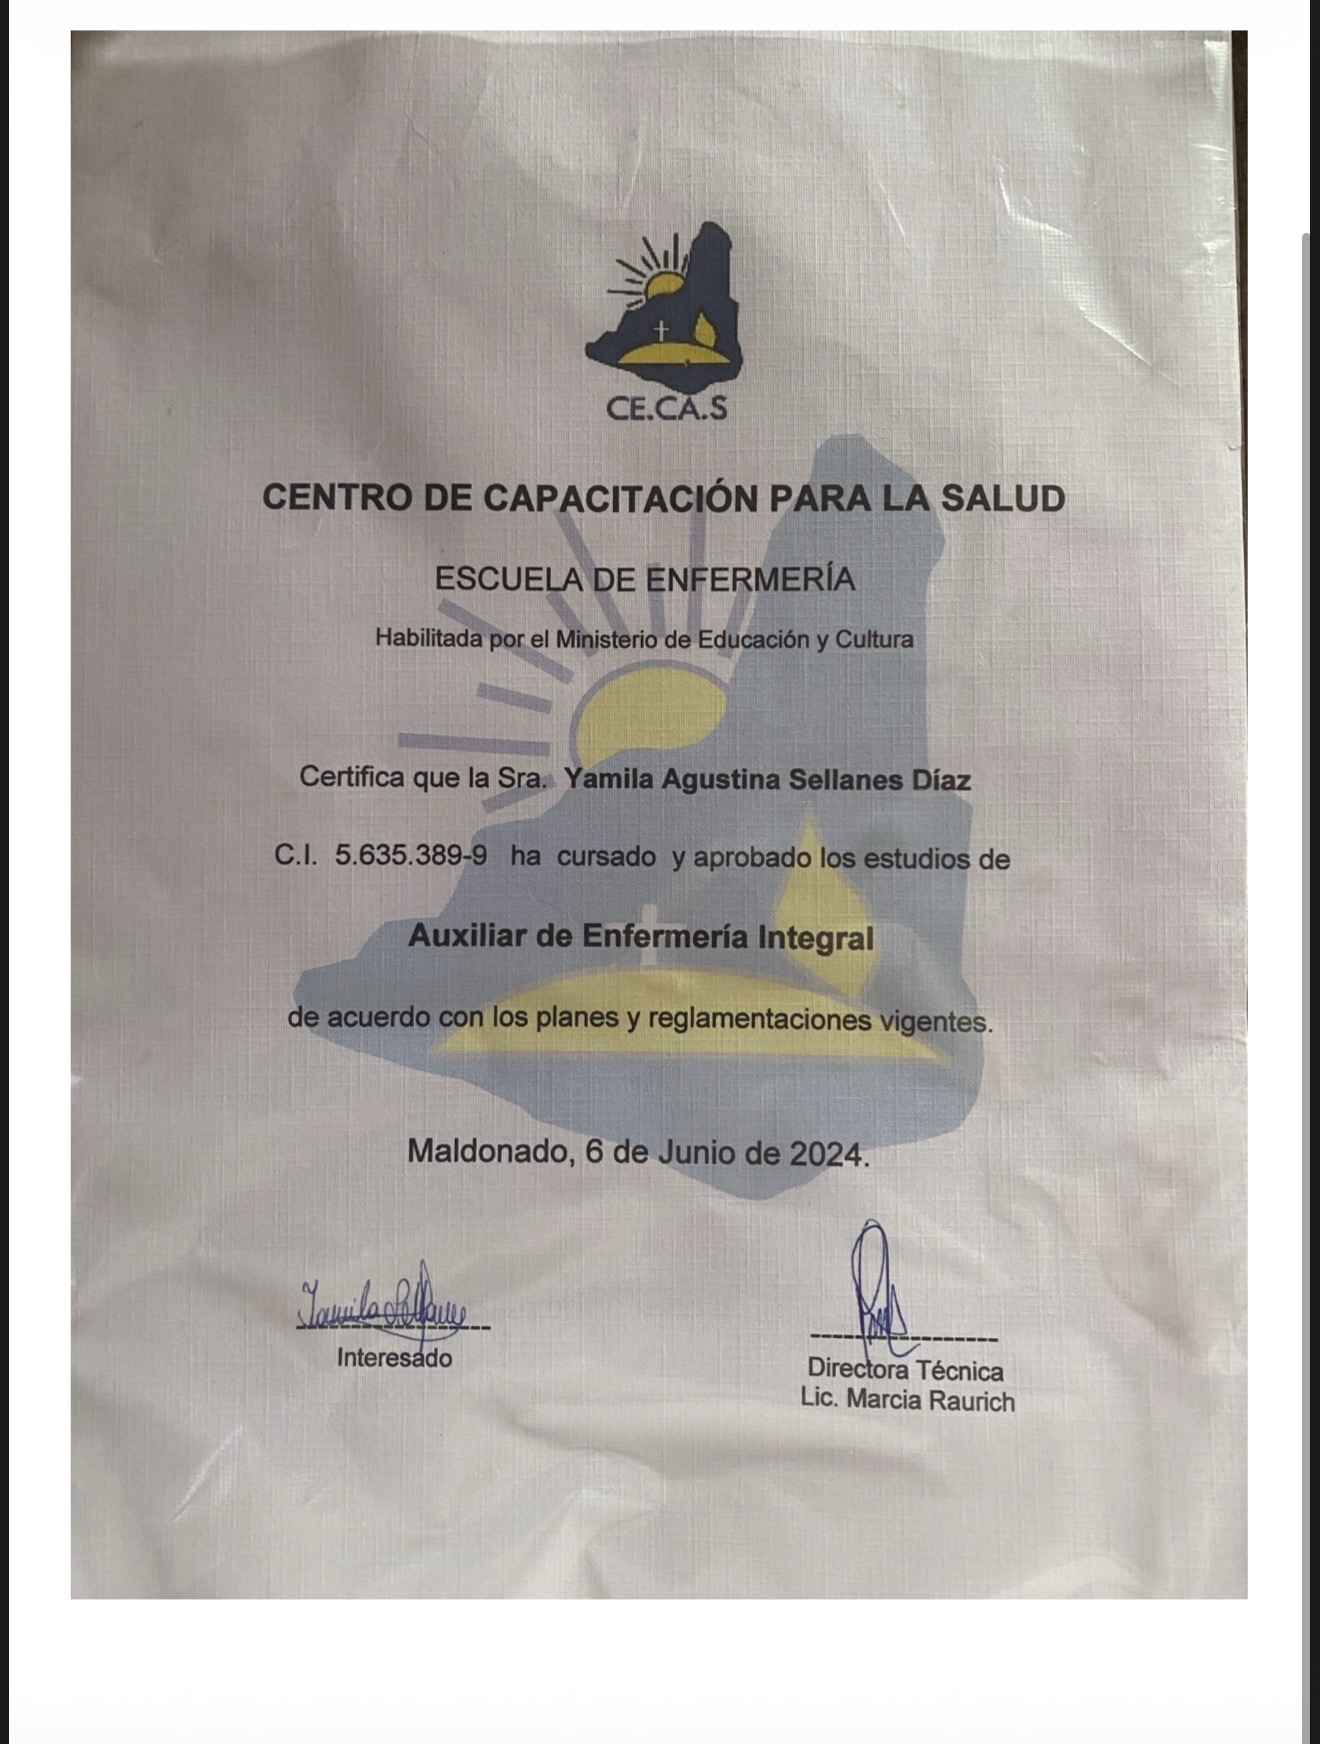 CE.CA.S
CENTRO DE CAPACITACIÓN PARA LA SALUD
ESCUELA DE ENFERMERÍA
Habilitada por el Ministerio de Educación y Cultura
Certifica que la Sra. Yamila Agustina Sellanes Díaz
C.I. 5.635.389-9 ha cursado y aprobado los estudios de
Auxiliar de Enfermería Integral
de acuerdo con los planes y reglamentaciones vigentes.
Maldonado, 6 de Junio de 2024.
Yamila Sellanes
Interesado
Directora Técnica
Lic. Marcia Raurich